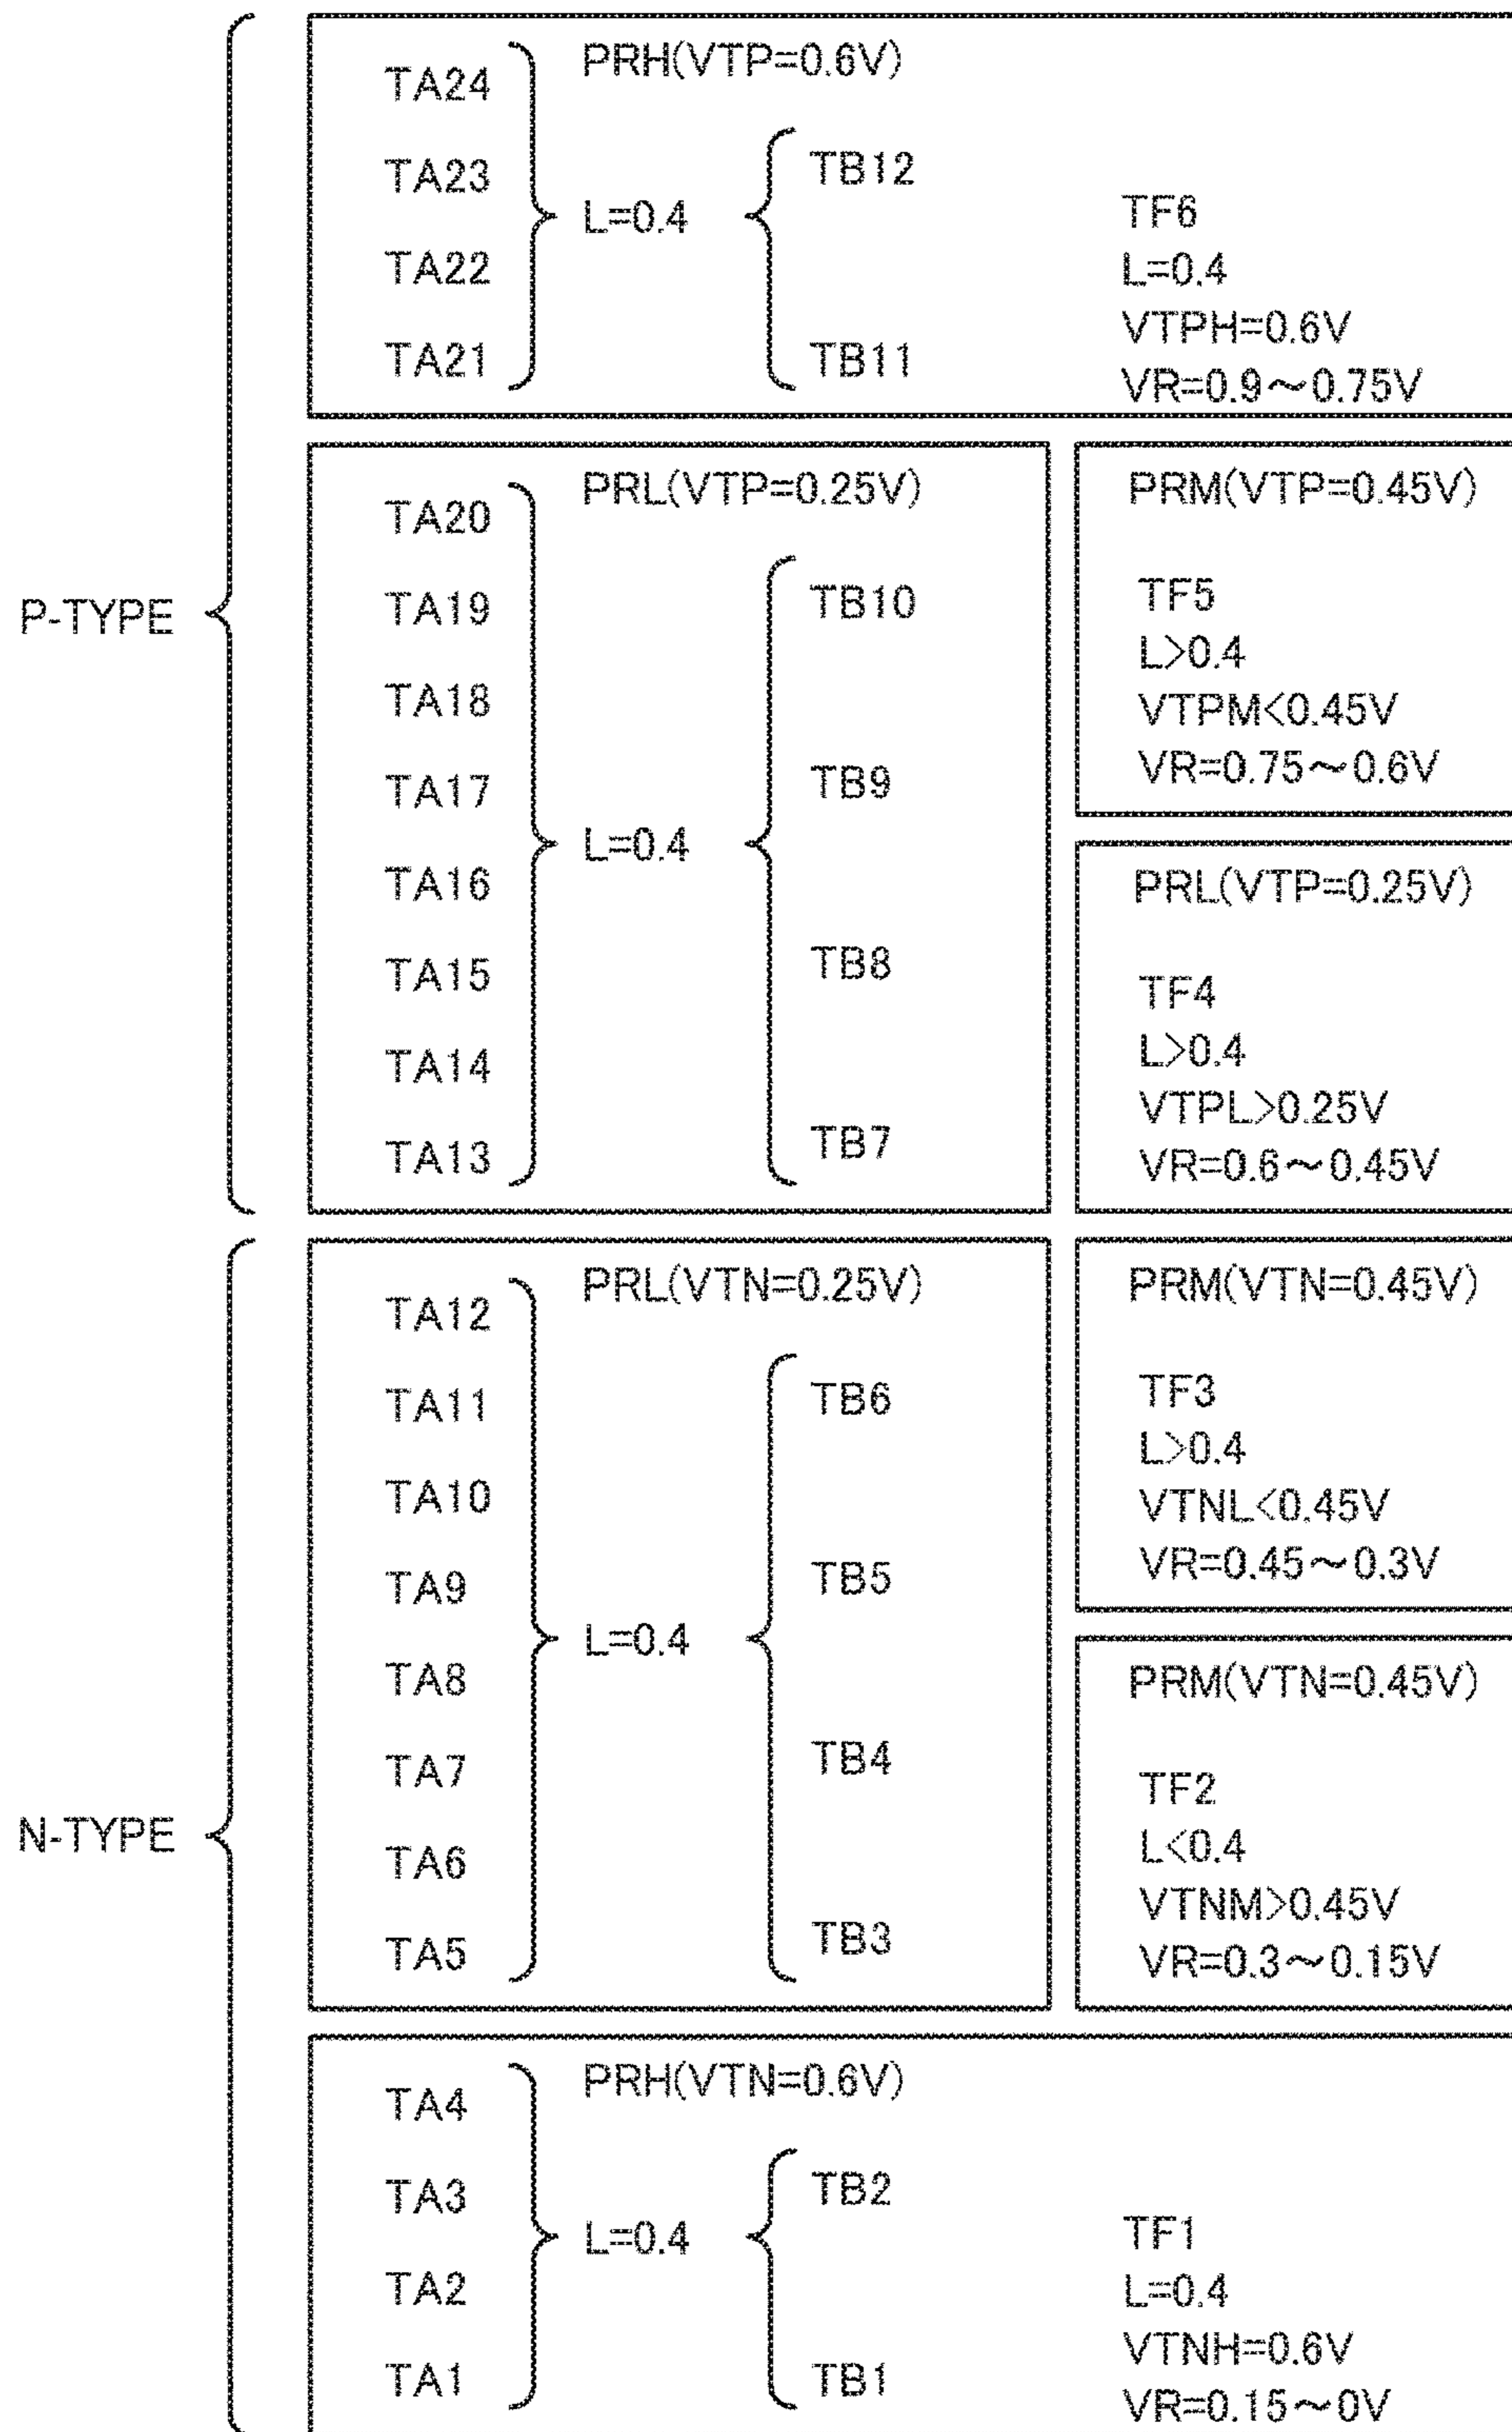 P-TYPE
PRH(VTP=0.6V)
TA24
TA23
TA22
TA21
L=0.4
TB12
TB11
TF6
L=0.4
VTPH=0.6V
VR=0.9～0.75V
PRL(VTP=0.25V)
TA20
TA19
TA18
TA17
TA16
TA15
TA14
TA13
L=0.4
TB10
TB9
TB8
TB7
PRM(VTP=0.45V)
TF5
L>0.4
VTPM<0.45V
VR=0.75～0.6V
PRL(VTP=0.25V)
TF4
L>0.4
VTPL>0.25V
VR=0.6～0.45V
N-TYPE
PRL(VTN=0.25V)
TA12
TA11
TA10
TA9
TA8
TA7
TA6
TA5
L=0.4
TB6
TB5
TB4
TB3
PRM(VTN=0.45V)
TF3
L>0.4
VTNL<0.45V
VR=0.45～0.3V
PRM(VTN=0.45V)
TF2
L<0.4
VTNM>0.45V
VR=0.3～0.15V
PRH(VTN=0.6V)
TA4
TA3
TA2
TA1
L=0.4
TB2
TB1
TF1
L=0.4
VTNH=0.6V
VR=0.15～0V